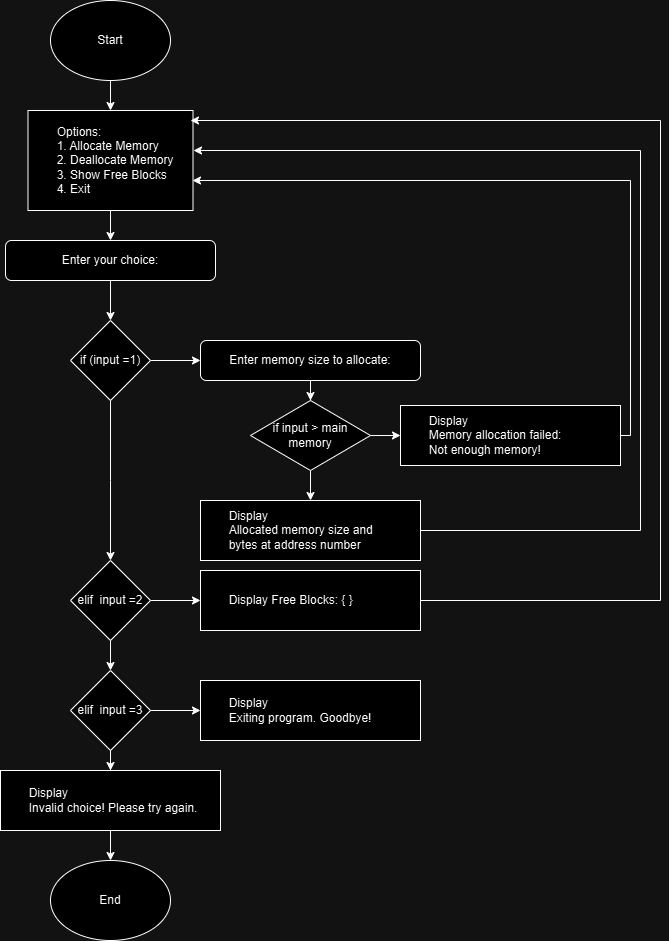 Start
Options:
1. Allocate Memory
2. Deallocate Memory
3. Show Free Blocks
4. Exit
Enter your choice:
if (input =1)
Enter memory size to allocate:
if input > main
memory
Display
Memory allocation failed:
Not enough memory!
Display
Allocated memory size and
bytes at address number
elif  input =2
Display Free Blocks: { }
elif  input =3
Display
Exiting program. Goodbye!
Display
Invalid choice! Please try again.
End